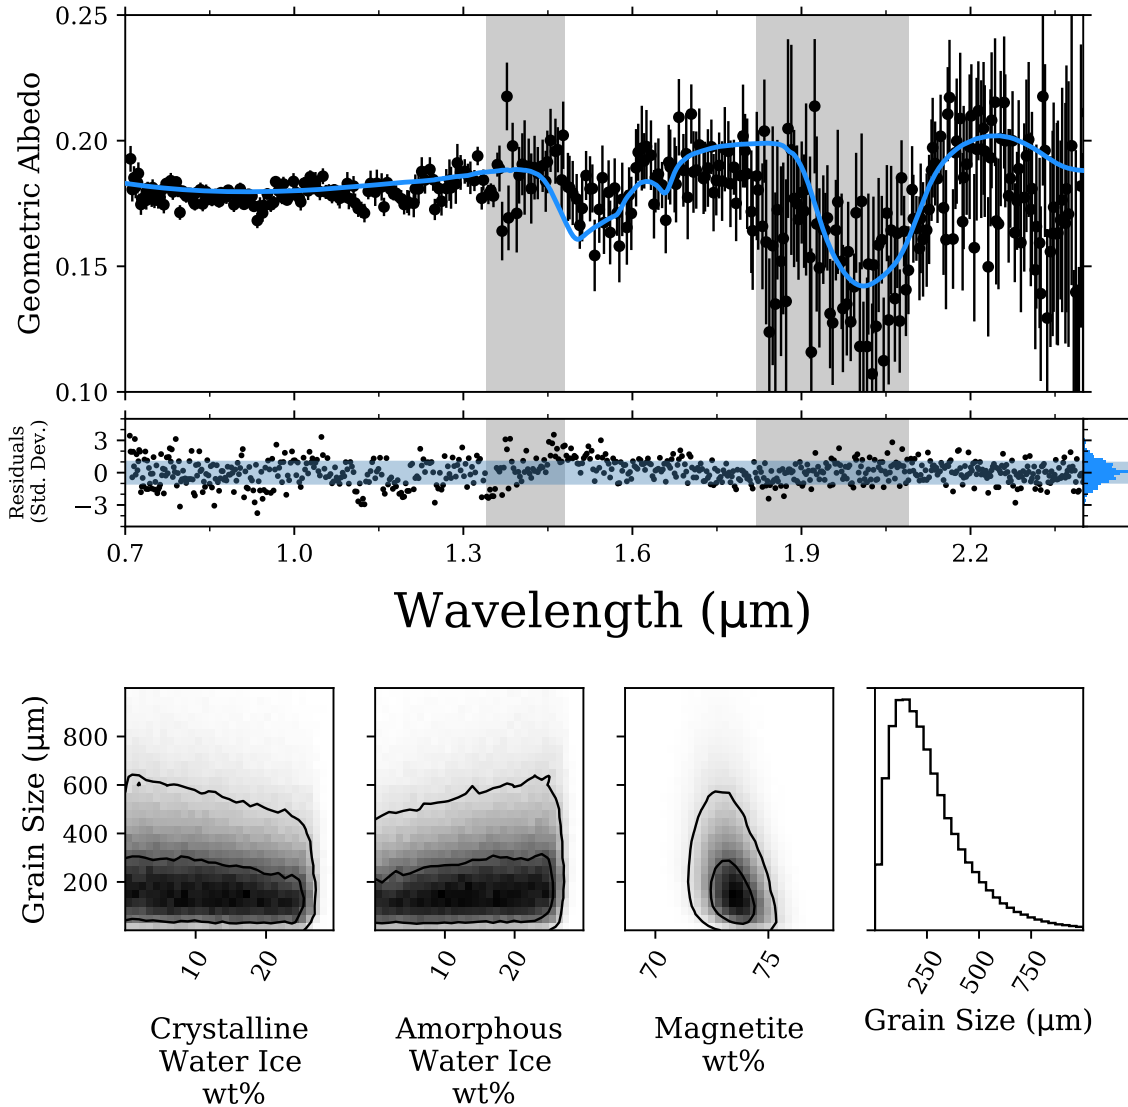 0.25
0.20
0.15
0.10
Geometric Albedo
3
0
−3
Residuals
(Std. Dev.)
0.7 1.0 1.3 1.6 1.9 2.2
Wavelength (μm)
800
600
400
200
Grain Size (μm)
10 20
10 20
70 75
250 500 750
Crystalline
Water Ice
wt%
Amorphous
Water Ice
wt%
Magnetite
wt%
Grain Size (μm)